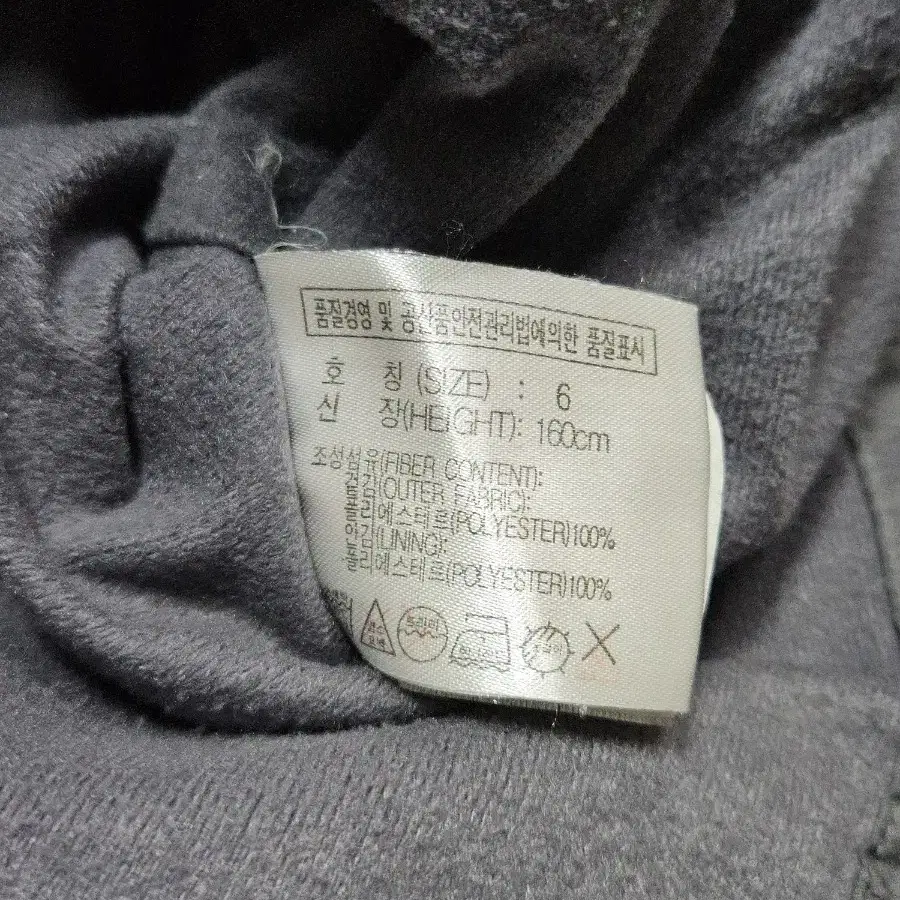 품질경영 및 공산품안전관리법에의한 품질표시
호 칭 (SIZE) : 6
신 장(HEIGHT): 160cm
조성섬유(FIBER CONTENT):
겉감(OUTER FABRIC):
폴리에스테르(POLYESTER)100%
안감(LINING):
폴리에스테르(POLYESTER)100%
드라이